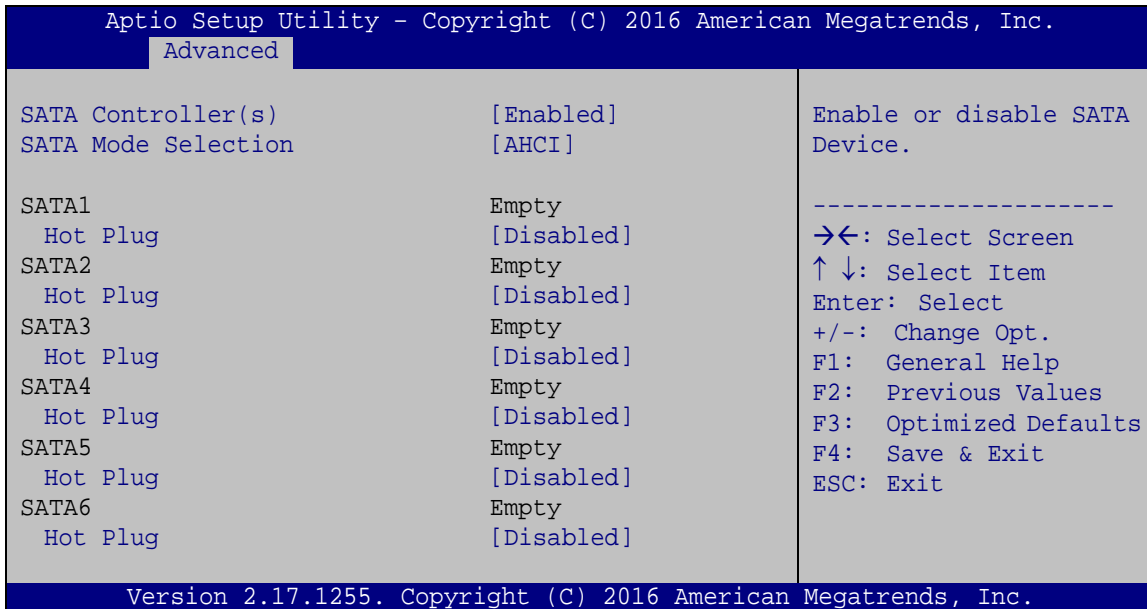 Aptio Setup Utility – Copyright (C) 2016 American Megatrends, Inc.
Advanced
SATA Controller(s) [Enabled]
SATA Mode Selection [AHCI]
SATA1 Empty
Hot Plug [Disabled]
SATA2 Empty
Hot Plug [Disabled]
SATA3 Empty
Hot Plug [Disabled]
SATA4 Empty
Hot Plug [Disabled]
SATA5 Empty
Hot Plug [Disabled]
SATA6 Empty
Hot Plug [Disabled]
Enable or disable SATA
Device.
---------------------
→←: Select Screen
↑ ↓: Select Item
Enter: Select
+/-: Change Opt.
F1: General Help
F2: Previous Values
F3: Optimized Defaults
F4: Save & Exit
ESC: Exit
Version 2.17.1255. Copyright (C) 2016 American Megatrends, Inc.